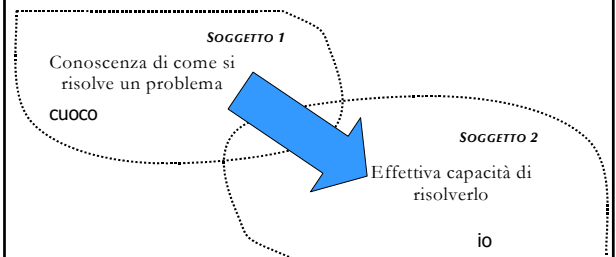 SOGGETTO 1
Conoscenza di come si
risolve un problema
cuoco
SOGGETTO 2
Effettiva capacità di
risolverlo
io